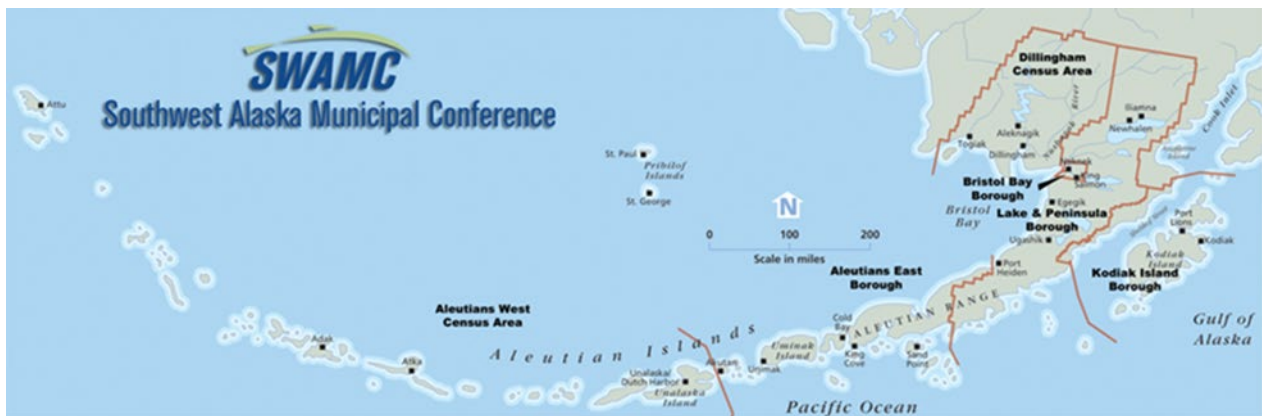 SWAMC
Southwest Alaska Municipal Conference
Attu
St. Paul
Pribilof
Islands
St. George
N
0 100 200
Scale in miles
Dillingham
Census Area
Iliamna
Newhalen
Cook Inlet
Aleknagik
Togiak
Dillingham
River
Naknek
King
Salmon
Bristol Bay
Borough
Egegik
Bristol
Bay
Lake & Peninsula
Borough
Ugashik
Port
Lions
Kodiak
Kodiak
Island
Kodiak Island
Borough
Port
Heiden
Aleutians East
Borough
ALEUTIAN RANGE
Gulf of
Alaska
Aleutians West
Census Area
Aleutian Islands
Adak
Atka
Cold
Bay
King
Cove
Sand
Point
Umimak
Island
Unjmak
Akutan
Unalaska/
Dutch Harbor
Unalaska
Island
Pacific Ocean